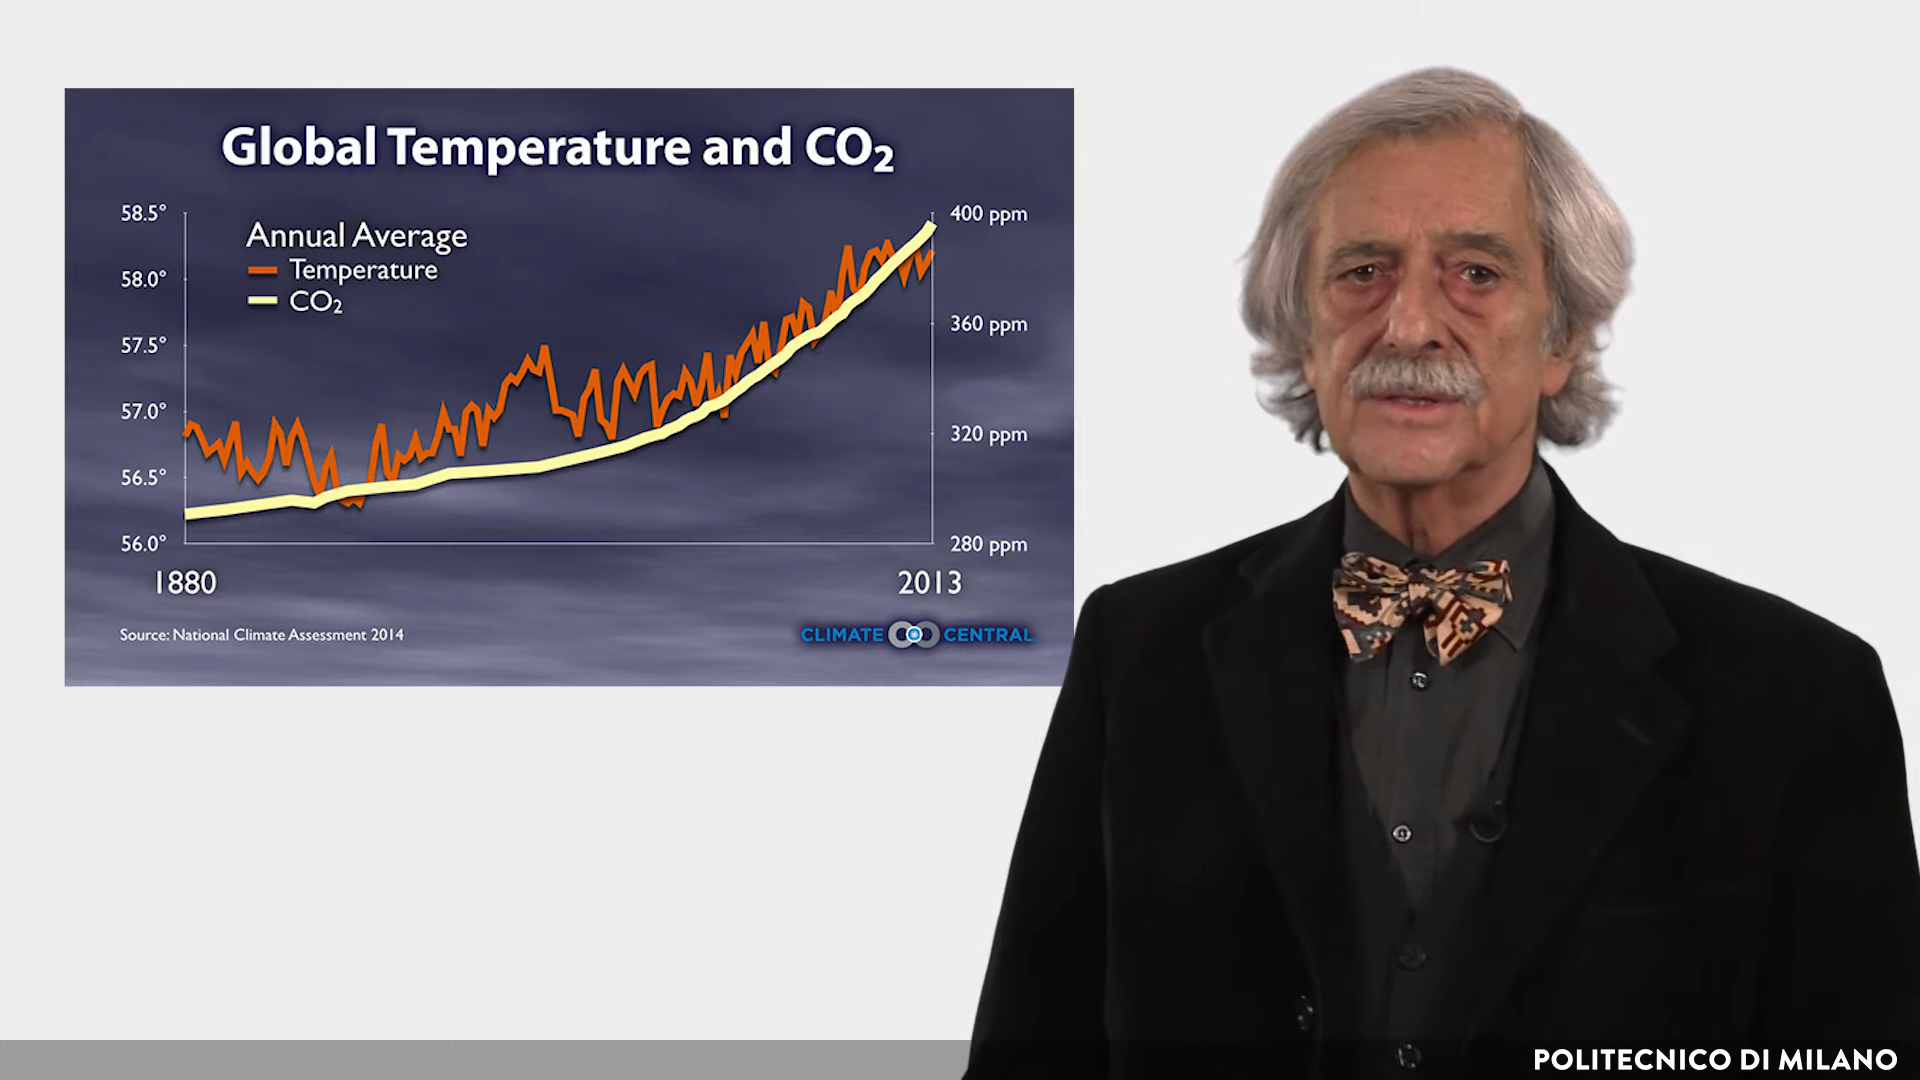 Global Temperature and CO₂
58.5°
58.0°
57.5°
57.0°
56.5°
56.0°
Annual Average
Temperature
CO₂
400 ppm
360 ppm
320 ppm
280 ppm
1880
2013
Source: National Climate Assessment 2014
CLIMATE CENTRAL
POLITECNICO DI MILANO